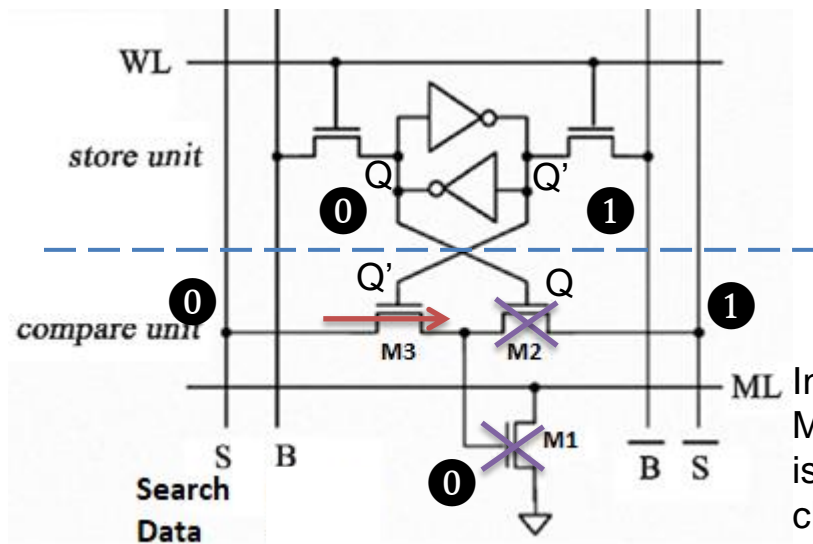 WL
store unit
Q Q’
0 1
Q’ Q
0 1
compare unit
M3 M2
ML
M1
S B
0
B S
Search
Data